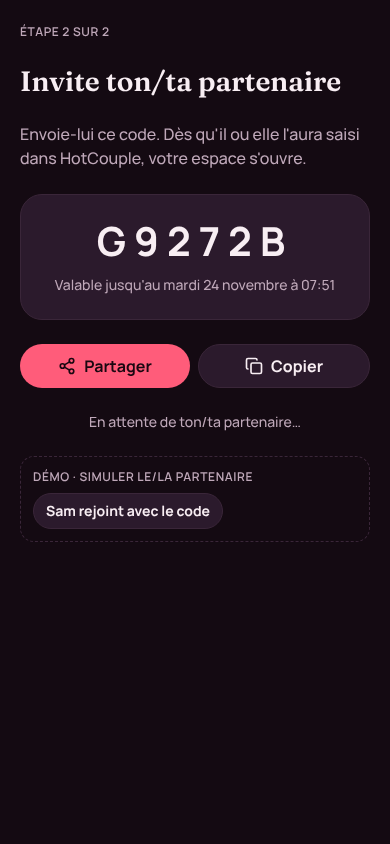 ÉTAPE 2 SUR 2
Invite ton/ta partenaire
Envoie-lui ce code. Dès qu'il ou elle l'aura saisi
dans HotCouple, votre espace s'ouvre.
G9272B
Valable jusqu'au mardi 24 novembre à 07:51
Partager
Copier
En attente de ton/ta partenaire…
DÉMO · SIMULER LE/LA PARTENAIRE
Sam rejoint avec le code